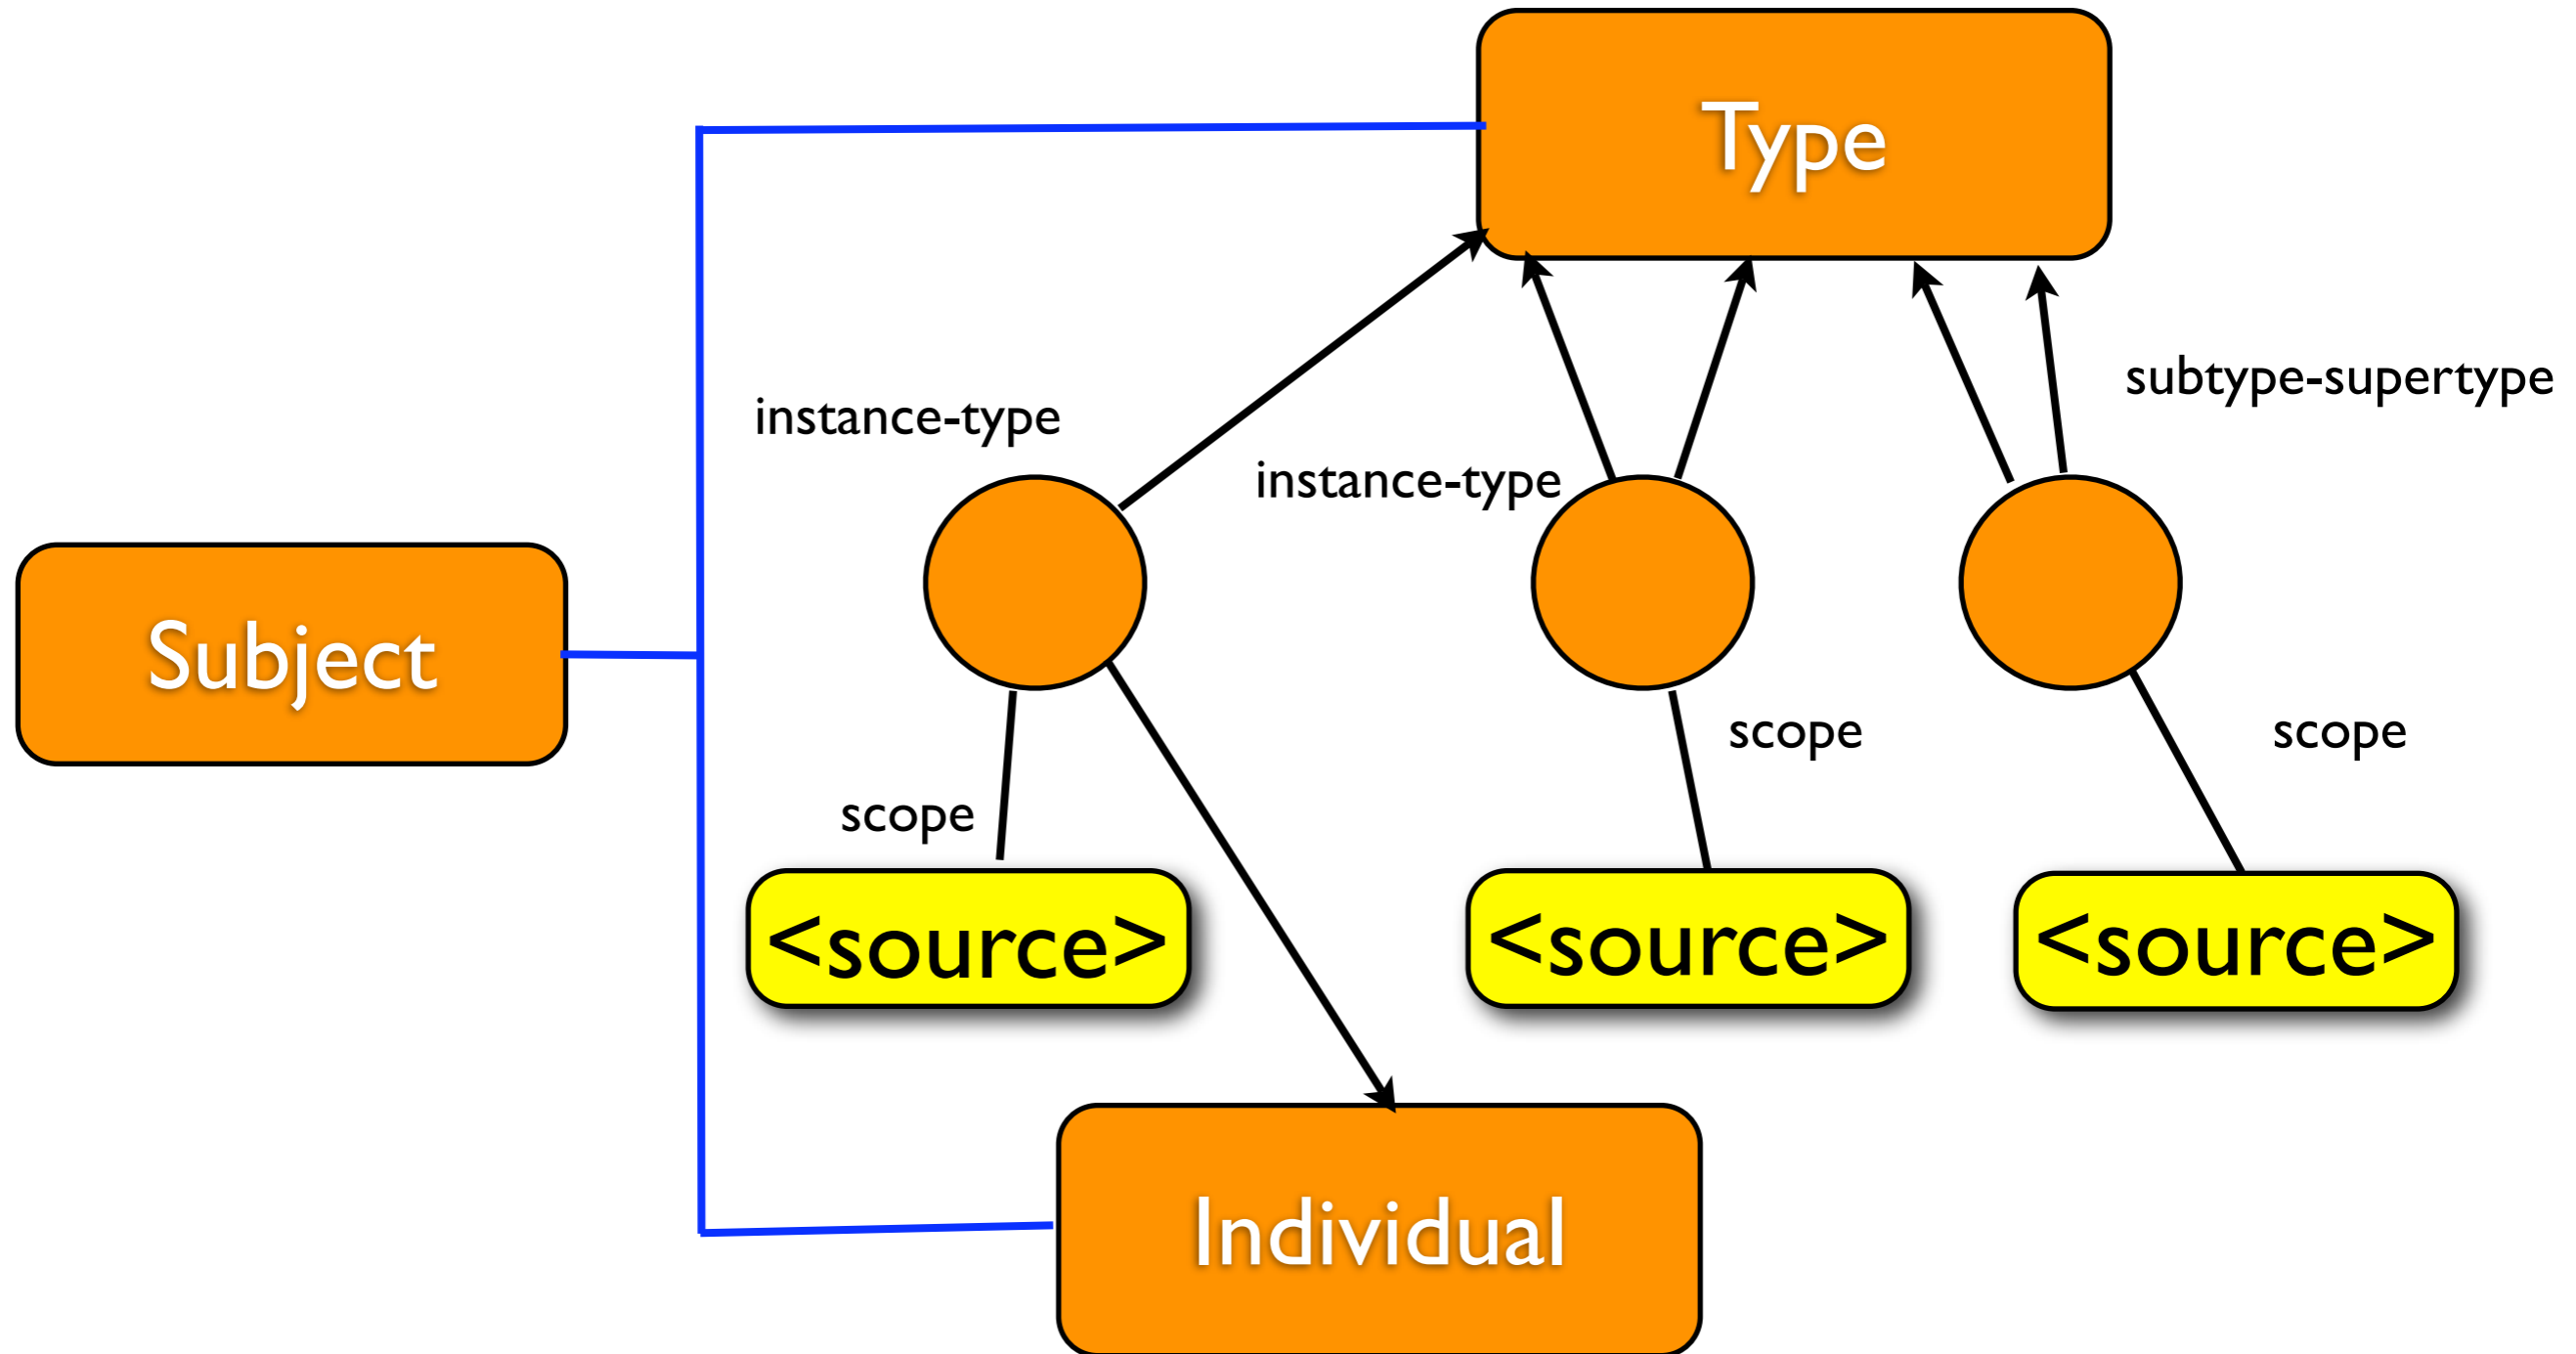 Type
subtype-supertype
instance-type
instance-type
Subject
scope
scope
scope
<source>
<source>
<source>
Individual